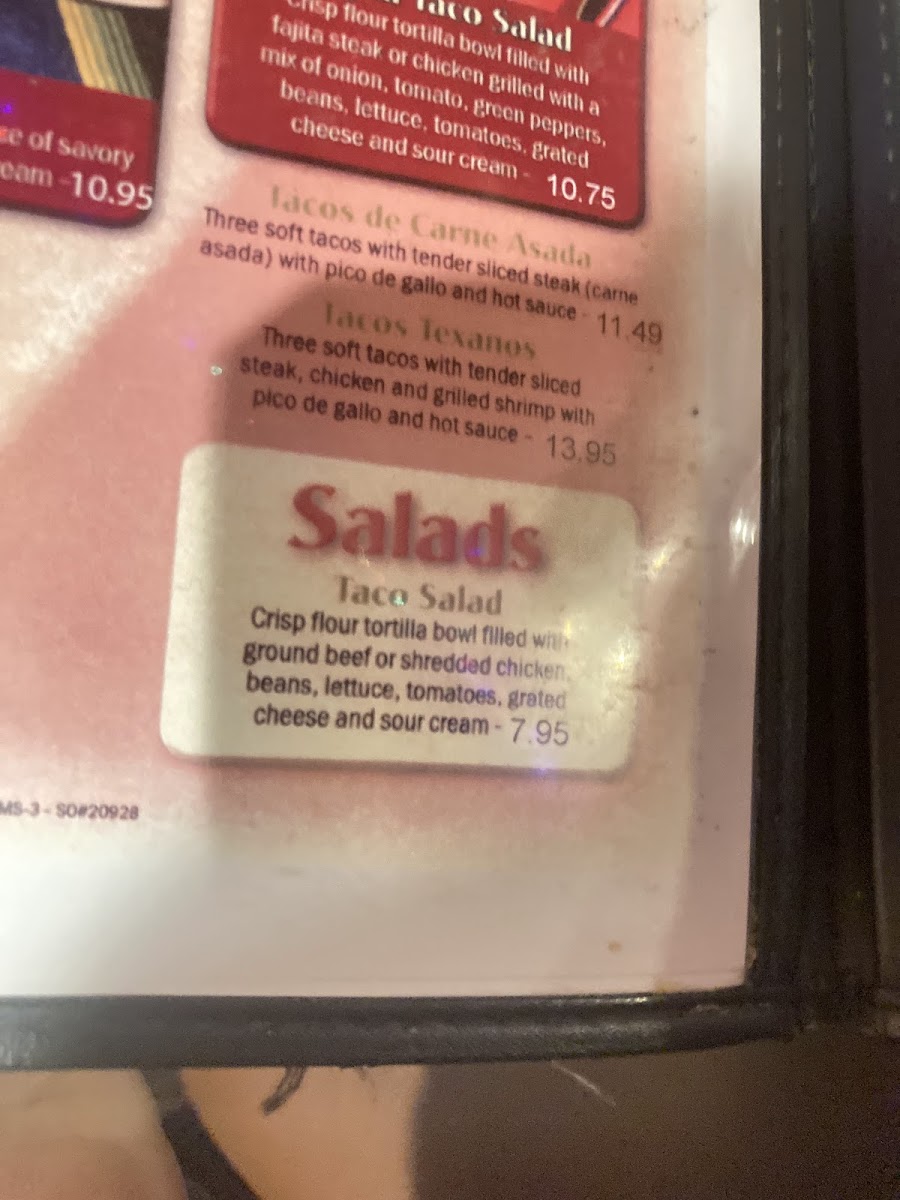 ce of savory
eam -10.95
Taco Salad
Crisp flour tortilla bowl filled with
fajita steak or chicken grilled with a
mix of onion, tomato, green peppers,
beans, lettuce, tomatoes, grated
cheese and sour cream - 10.75
Tacos de Carne Asada
Three soft tacos with tender sliced steak (carne
asada) with pico de gallo and hot sauce - 11.49
Tacos Texanos
Three soft tacos with tender sliced
steak, chicken and grilled shrimp with
pico de gallo and hot sauce - 13.95
Salads
Taco Salad
Crisp flour tortilla bowl filled with
ground beef or shredded chicken,
beans, lettuce, tomatoes, grated
cheese and sour cream - 7.95
MS-3 - SO#20928